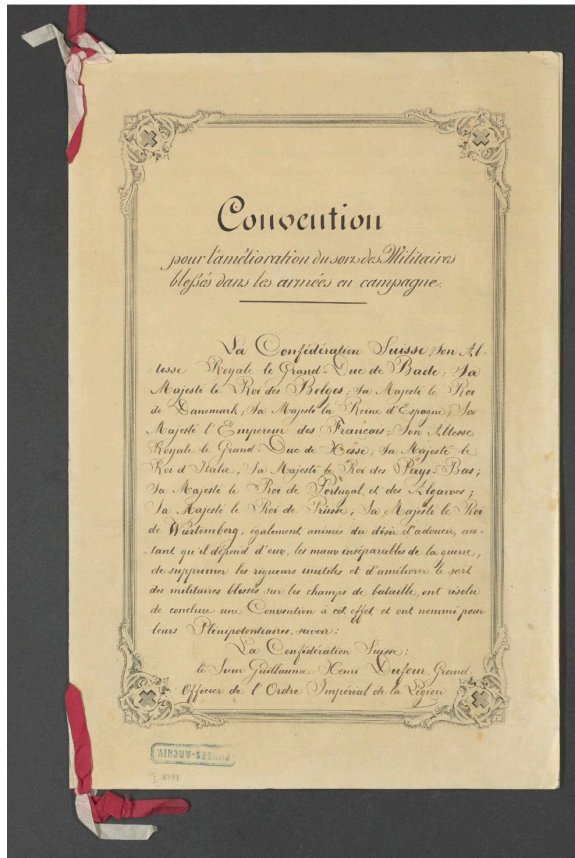 Convention
pour l'amélioration du sort des Militaires
blessés dans les armées en campagne.
La Confédération Suisse; Son Al-
tesse Royale le Grand-Duc de Bade; Sa
Majesté le Roi des Belges; Sa Majesté le Roi
de Danemark; Sa Majesté la Reine d'Espagne; Sa
Majesté l'Empereur des Français; Son Altesse
Royale le Grand-Duc de Hesse; Sa Majesté le
Roi d'Italie; Sa Majesté le Roi des Pays-Bas;
Sa Majesté le Roi de Portugal et des Algarves;
Sa Majesté le Roi de Prusse; Sa Majesté le Roi
de Würtemberg, également animés du désir d'adoucir, au-
tant qu'il dépend d'eux, les maux inséparables de la guerre,
de supprimer les rigueurs inutiles et d'améliorer le sort
des militaires blessés sur les champs de bataille, ont résolu
de conclure une Convention à cet effet et ont nommé pour
leurs Plénipotentiaires, savoir:
La Confédération Suisse:
le Sieur Guillaume-Henri Dufour, Grand
Officier de l'Ordre Impérial de la Légion
BUNDES-ARCHIV